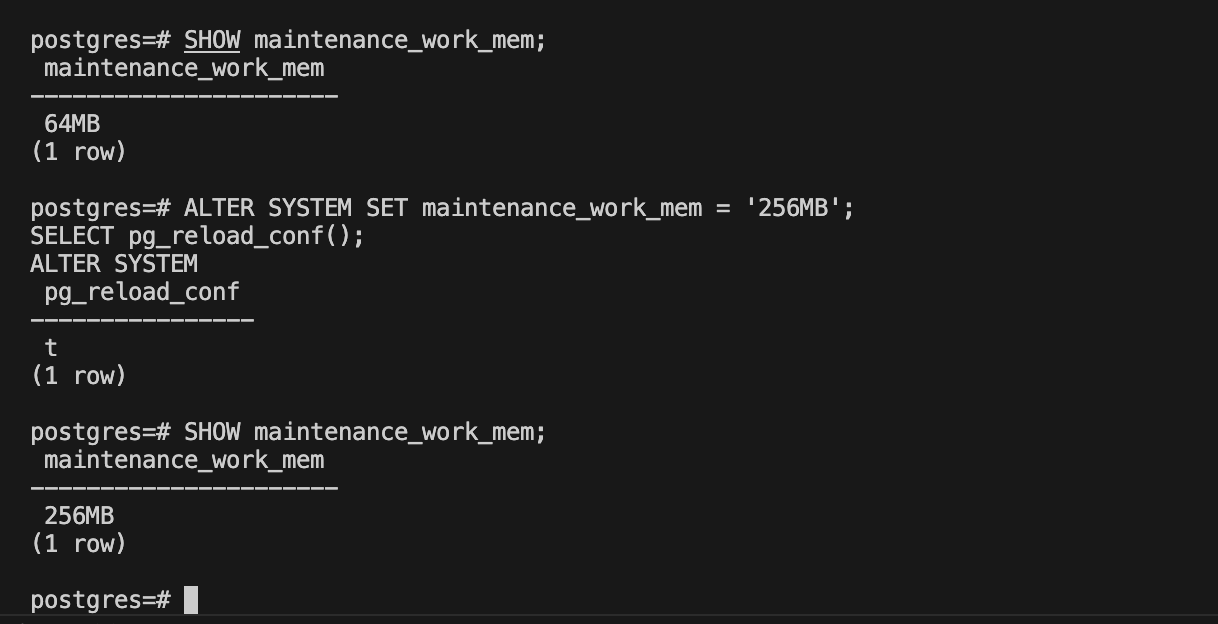 postgres=# SHOW maintenance_work_mem;
 maintenance_work_mem
----------------------
 64MB
(1 row)

postgres=# ALTER SYSTEM SET maintenance_work_mem = '256MB';
SELECT pg_reload_conf();
ALTER SYSTEM
 pg_reload_conf
----------------
 t
(1 row)

postgres=# SHOW maintenance_work_mem;
 maintenance_work_mem
----------------------
 256MB
(1 row)

postgres=#